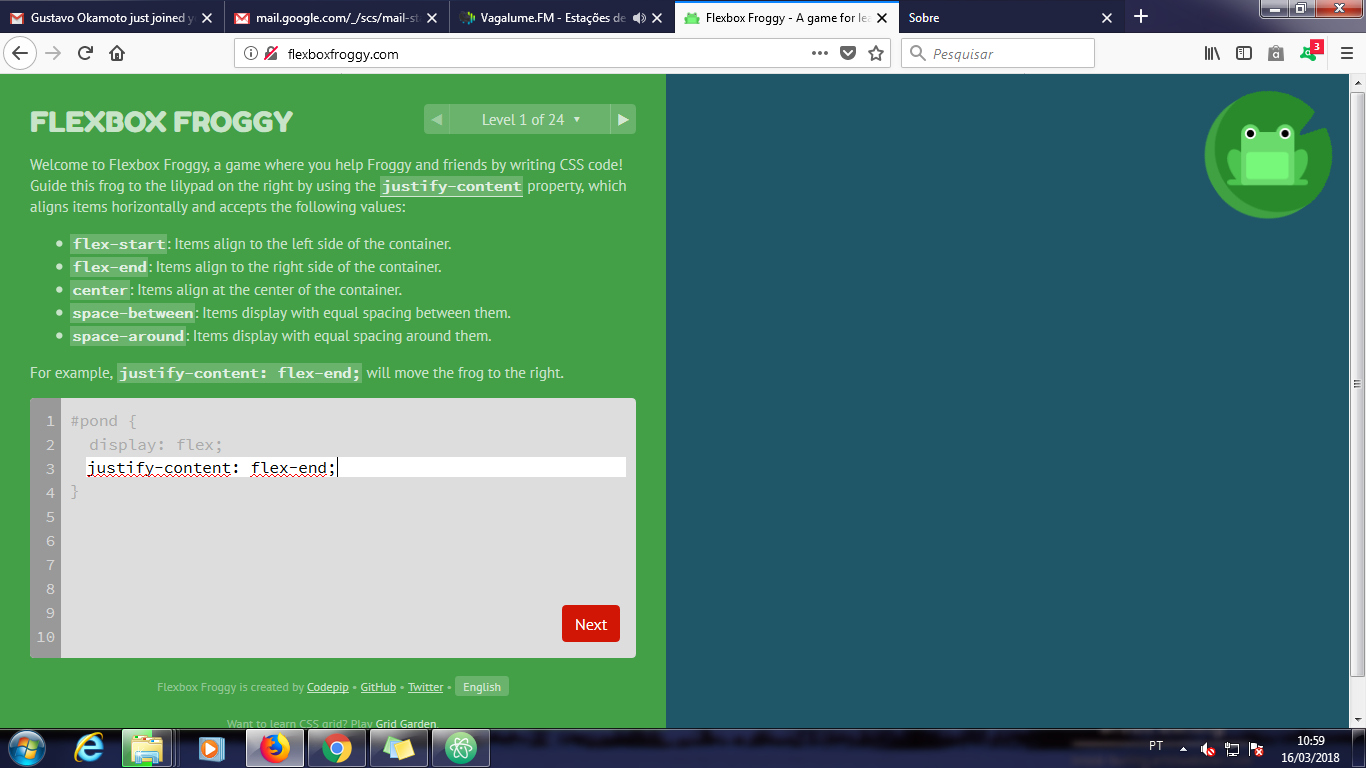 Gustavo Okamoto just joined y
mail.google.com/_/scs/mail-st
Vagalume.FM - Estações de
Flexbox Froggy - A game for lea
Sobre
flexboxfroggy.com
Pesquisar
3
FLEXBOX FROGGY
Level 1 of 24
Welcome to Flexbox Froggy, a game where you help Froggy and friends by writing CSS code!
Guide this frog to the lilypad on the right by using the justify-content property, which
aligns items horizontally and accepts the following values:
flex-start: Items align to the left side of the container.
flex-end: Items align to the right side of the container.
center: Items align at the center of the container.
space-between: Items display with equal spacing between them.
space-around: Items display with equal spacing around them.
For example, justify-content: flex-end; will move the frog to the right.
1 #pond {
2 display: flex;
3 justify-content: flex-end;
4 }
5
6
7
8
9
10
Next
Flexbox Froggy is created by Codepip • GitHub • Twitter • English
Want to learn CSS grid? Play Grid Garden.
PT
10:59
16/03/2018